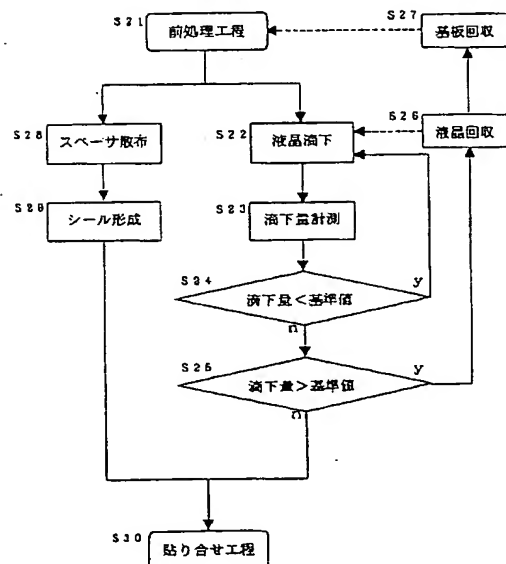 S21
前処理工程
S27
基板回収
S28
スペーサ散布
S22
液晶滴下
S26
液晶回収
S29
シール形成
S23
滴下量計測
S24
滴下量<基準値
y
n
S25
滴下量>基準値
y
n
S30
貼り合せ工程